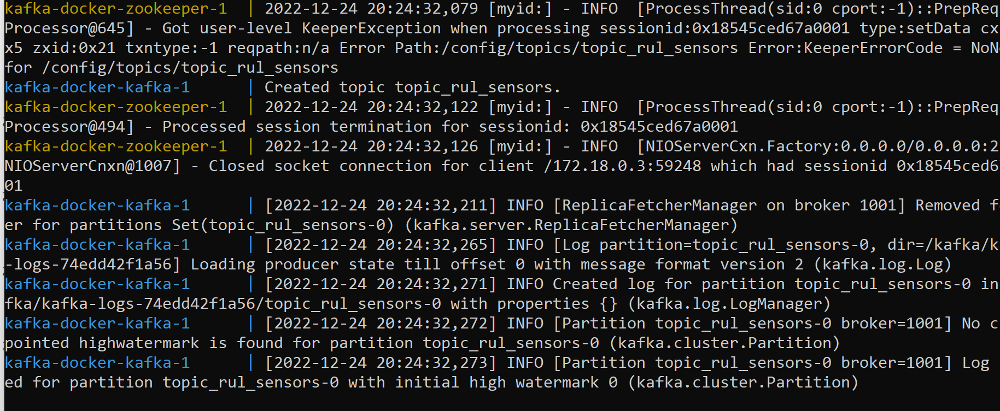 kafka-docker-zookeeper-1  | 2022-12-24 20:24:32,079 [myid:] - INFO  [ProcessThread(sid:0 cport:-1)::PrepReq
Processor@645] - Got user-level KeeperException when processing sessionid:0x18545ced67a0001 type:setData cx
x5 zxid:0x21 txntype:-1 reqpath:n/a Error Path:/config/topics/topic_rul_sensors Error:KeeperErrorCode = NoN
for /config/topics/topic_rul_sensors
kafka-docker-kafka-1      | Created topic topic_rul_sensors.
kafka-docker-zookeeper-1  | 2022-12-24 20:24:32,122 [myid:] - INFO  [ProcessThread(sid:0 cport:-1)::PrepReq
Processor@494] - Processed session termination for sessionid: 0x18545ced67a0001
kafka-docker-zookeeper-1  | 2022-12-24 20:24:32,126 [myid:] - INFO  [NIOServerCxn.Factory:0.0.0.0/0.0.0.0:2
NIOServerCnxn@1007] - Closed socket connection for client /172.18.0.3:59248 which had sessionid 0x18545ced6
01
kafka-docker-kafka-1      | [2022-12-24 20:24:32,211] INFO [ReplicaFetcherManager on broker 1001] Removed f
er for partitions Set(topic_rul_sensors-0) (kafka.server.ReplicaFetcherManager)
kafka-docker-kafka-1      | [2022-12-24 20:24:32,265] INFO [Log partition=topic_rul_sensors-0, dir=/kafka/k
-logs-74edd42f1a56] Loading producer state till offset 0 with message format version 2 (kafka.log.Log)
kafka-docker-kafka-1      | [2022-12-24 20:24:32,271] INFO Created log for partition topic_rul_sensors-0 in
fka/kafka-logs-74edd42f1a56/topic_rul_sensors-0 with properties {} (kafka.log.LogManager)
kafka-docker-kafka-1      | [2022-12-24 20:24:32,272] INFO [Partition topic_rul_sensors-0 broker=1001] No c
pointed highwatermark is found for partition topic_rul_sensors-0 (kafka.cluster.Partition)
kafka-docker-kafka-1      | [2022-12-24 20:24:32,273] INFO [Partition topic_rul_sensors-0 broker=1001] Log
ed for partition topic_rul_sensors-0 with initial high watermark 0 (kafka.cluster.Partition)